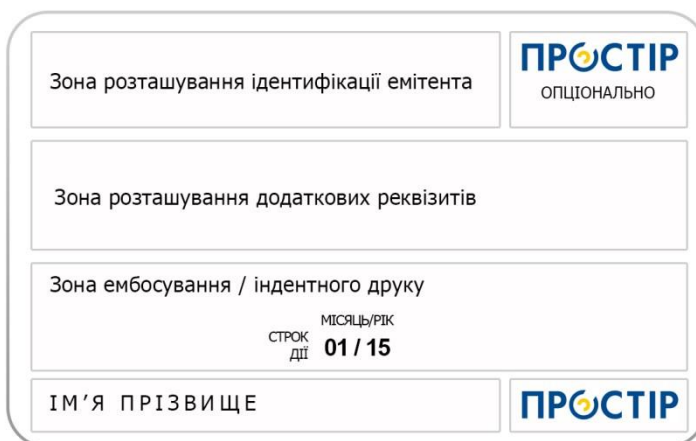 Зона розташування ідентифікації емітента
ПРОСТІР
ОПЦІОНАЛЬНО
Зона розташування додаткових реквізитів
Зона ембосування / індентного друку
МІСЯЦЬ/РІК
СТРОК ДІЇ 01 / 15
ІМ’Я ПРІЗВИЩЕ
ПРОСТІР